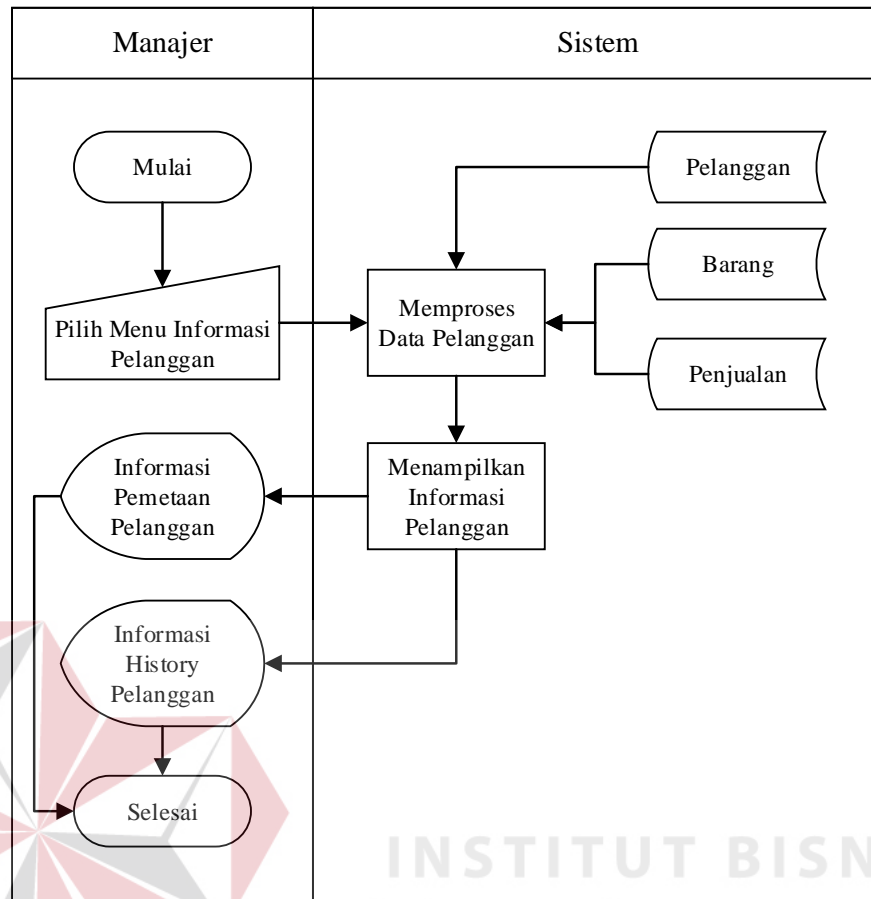 Manajer
Sistem
Mulai
Pelanggan
Barang
Pilih Menu Informasi
Pelanggan
Memproses
Data Pelanggan
Penjualan
Informasi
Pemetaan
Pelanggan
Menampilkan
Informasi
Pelanggan
Informasi
History
Pelanggan
Selesai
INSTITUT BISN